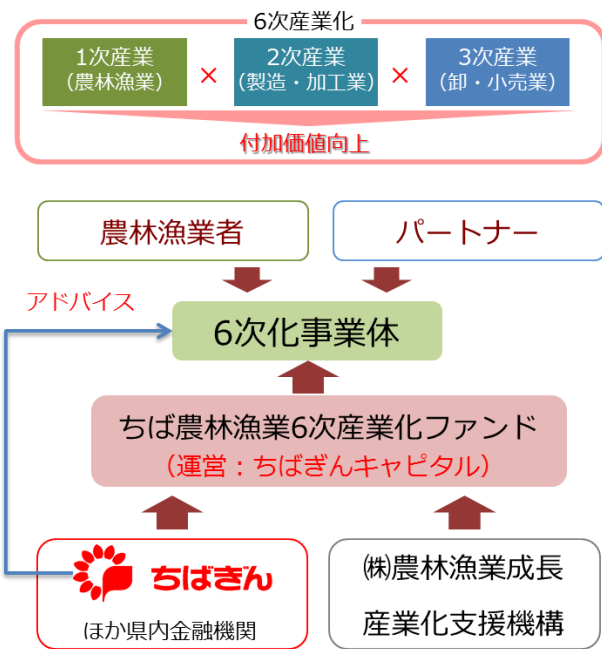 6次産業化
1次産業
(農林漁業)
×
2次産業
(製造・加工業)
×
3次産業
(卸・小売業)
付加価値向上
農林漁業者
パートナー
アドバイス
6次化事業体
ちば農林漁業6次産業化ファンド
(運営：ちばぎんキャピタル)
ちばぎん
ほか県内金融機関
㈱農林漁業成長
産業化支援機構